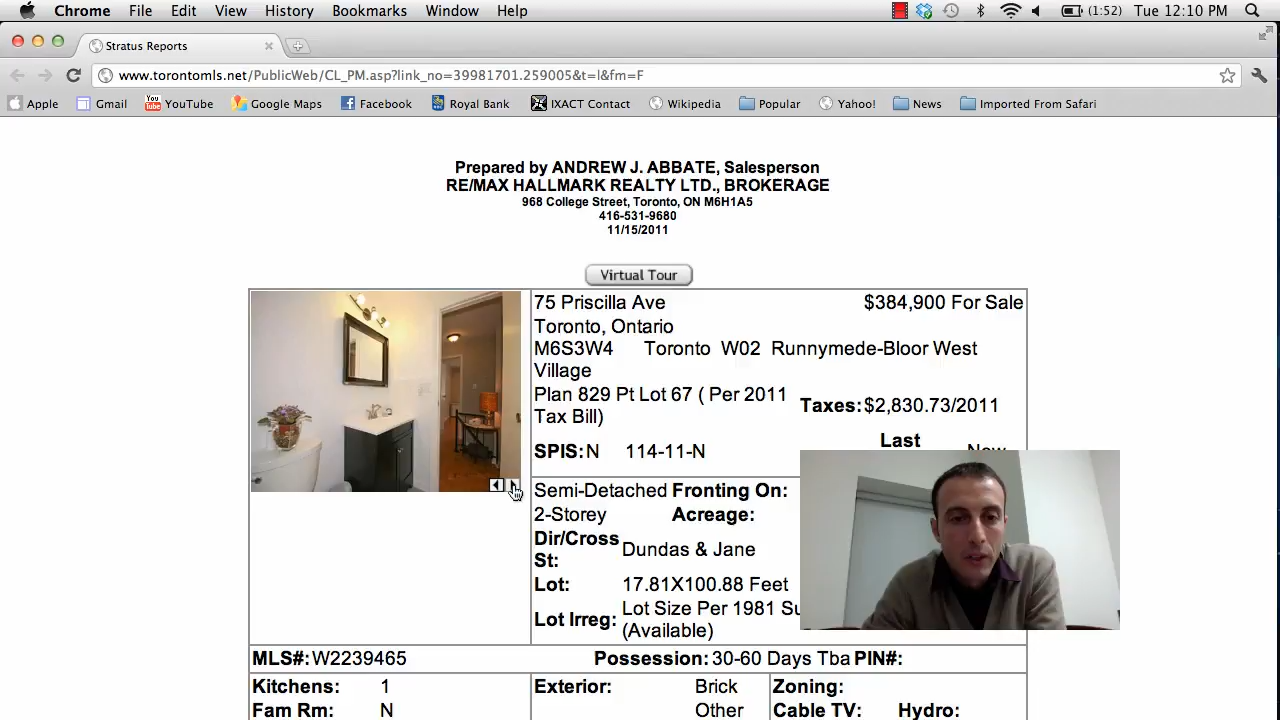 Chrome File Edit View History Bookmarks Window Help (1:52) Tue 12:10 PM
Stratus Reports
www.torontomls.net/PublicWeb/CL_PM.asp?link_no=39981701.259005&t=l&fm=F
Apple Gmail YouTube Google Maps Facebook Royal Bank IXACT Contact Wikipedia Popular Yahoo! News Imported From Safari
Prepared by ANDREW J. ABBATE, Salesperson
RE/MAX HALLMARK REALTY LTD., BROKERAGE
968 College Street, Toronto, ON M6H1A5
416-531-9680
11/15/2011
Virtual Tour
75 Priscilla Ave $384,900 For Sale
Toronto, Ontario
M6S3W4 Toronto W02 Runnymede-Bloor West
Village
Plan 829 Pt Lot 67 ( Per 2011
Tax Bill)
Taxes: $2,830.73/2011
SPIS: N 114-11-N
Last
Semi-Detached Fronting On:
2-Storey Acreage:
Dir/Cross
St: Dundas & Jane
Lot: 17.81X100.88 Feet
Lot Irreg: Lot Size Per 1981
(Available)
MLS#: W2239465 Possession: 30-60 Days Tba PIN#:
Kitchens: 1 Exterior: Brick Zoning:
Fam Rm: N Other Cable TV: Hydro: